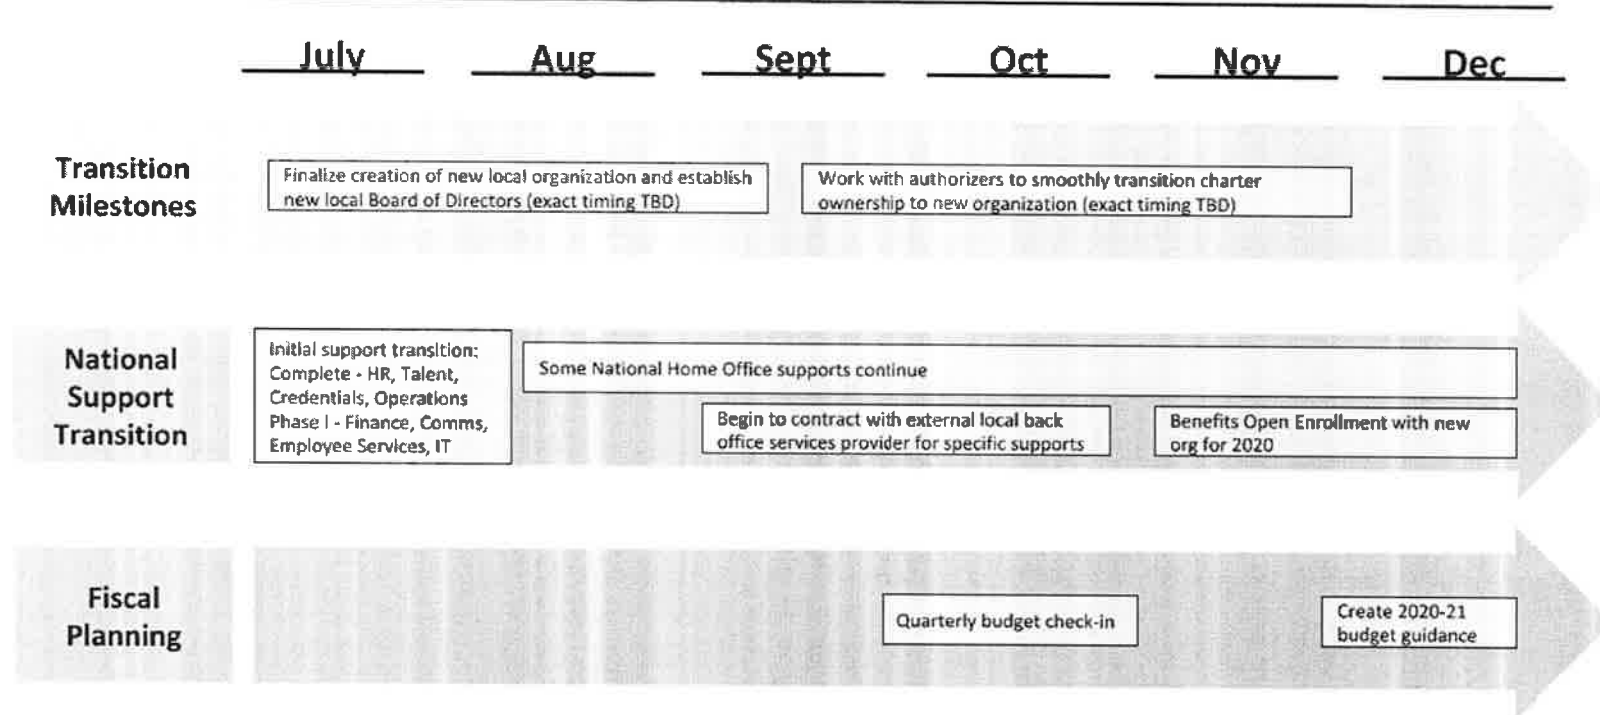 July Aug Sept Oct Nov Dec
Transition
Milestones
Finalize creation of new local organization and establish
new local Board of Directors (exact timing TBD)
Work with authorizers to smoothly transition charter
ownership to new organization (exact timing TBD)
National
Support
Transition
Initial support transition:
Complete - HR, Talent,
Credentials, Operations
Phase I - Finance, Comms,
Employee Services, IT
Some National Home Office supports continue
Begin to contract with external local back
office services provider for specific supports
Benefits Open Enrollment with new
org for 2020
Fiscal
Planning
Quarterly budget check-in
Create 2020-21
budget guidance